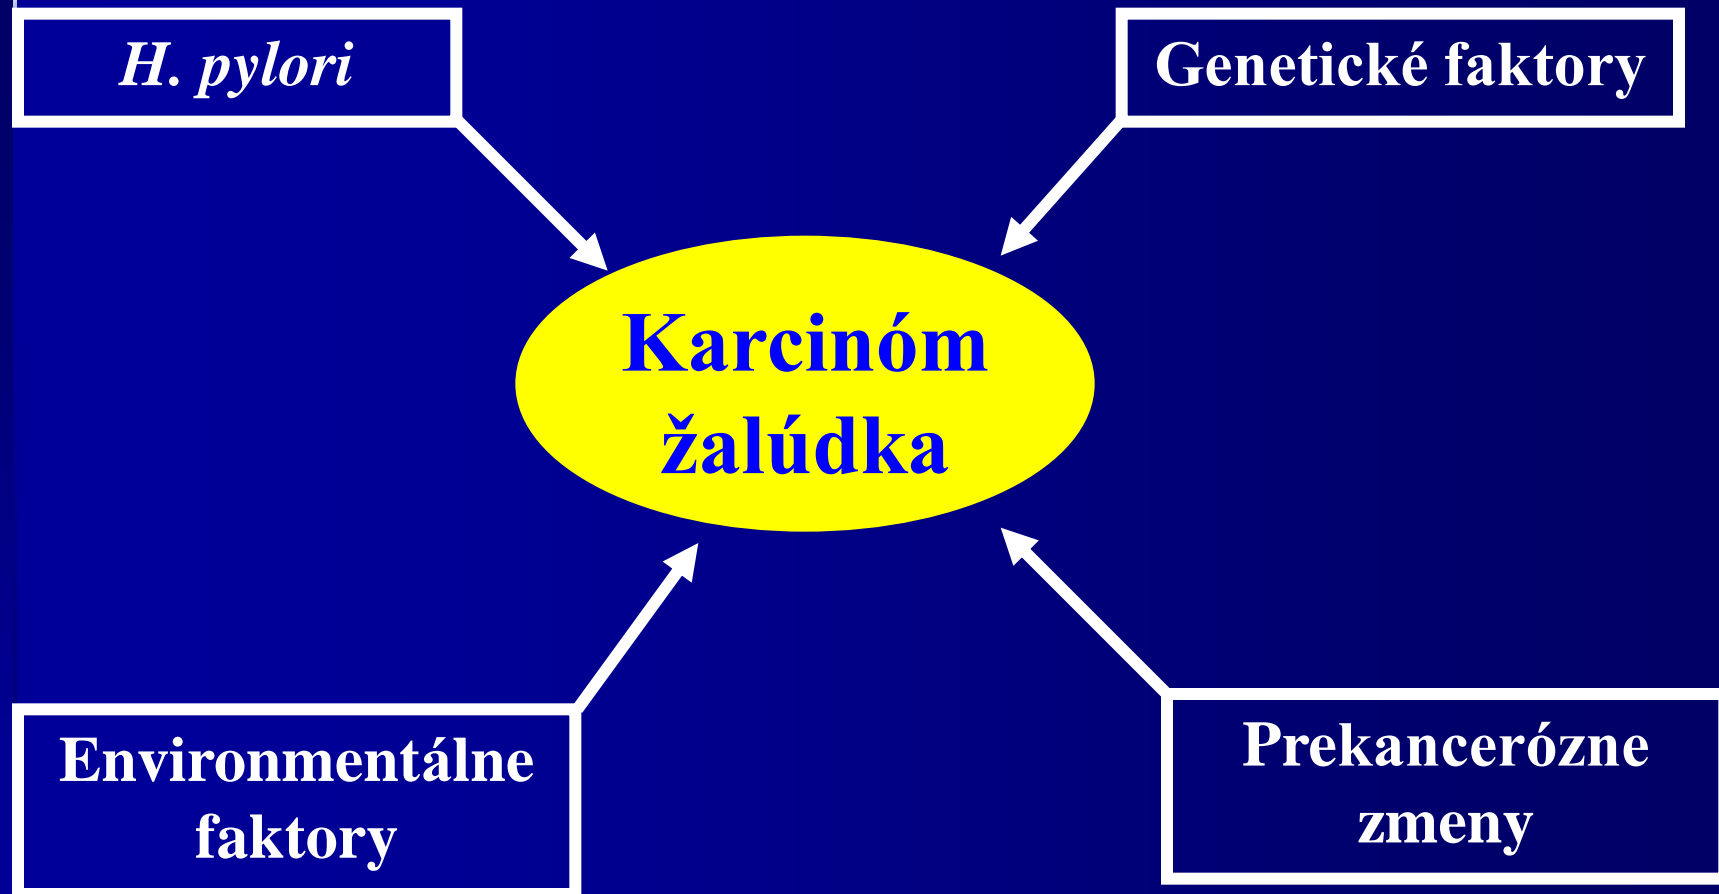 H. pylori
Genetické faktory
Karcinóm
žalúdka
Environmentálne
faktory
Prekancerózne
zmeny